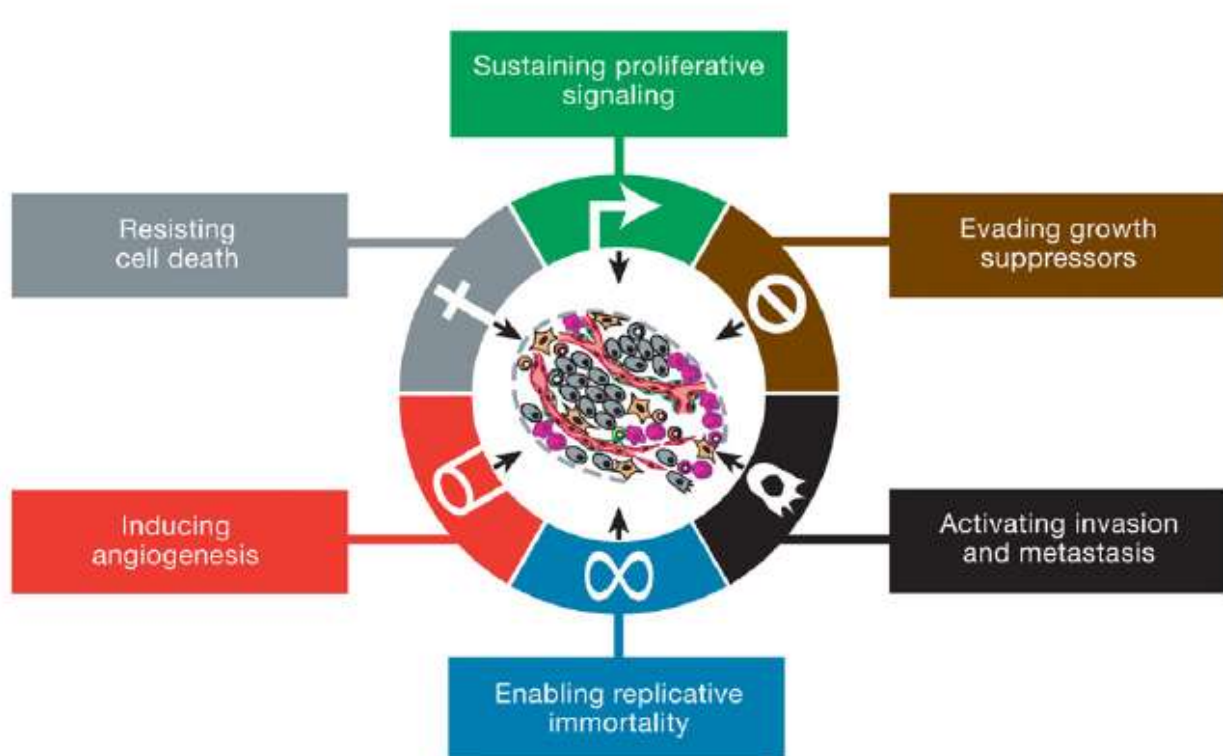 Sustaining proliferative
signaling
Resisting
cell death
Evading growth
suppressors
Inducing
angiogenesis
Activating invasion
and metastasis
Enabling replicative
immortality